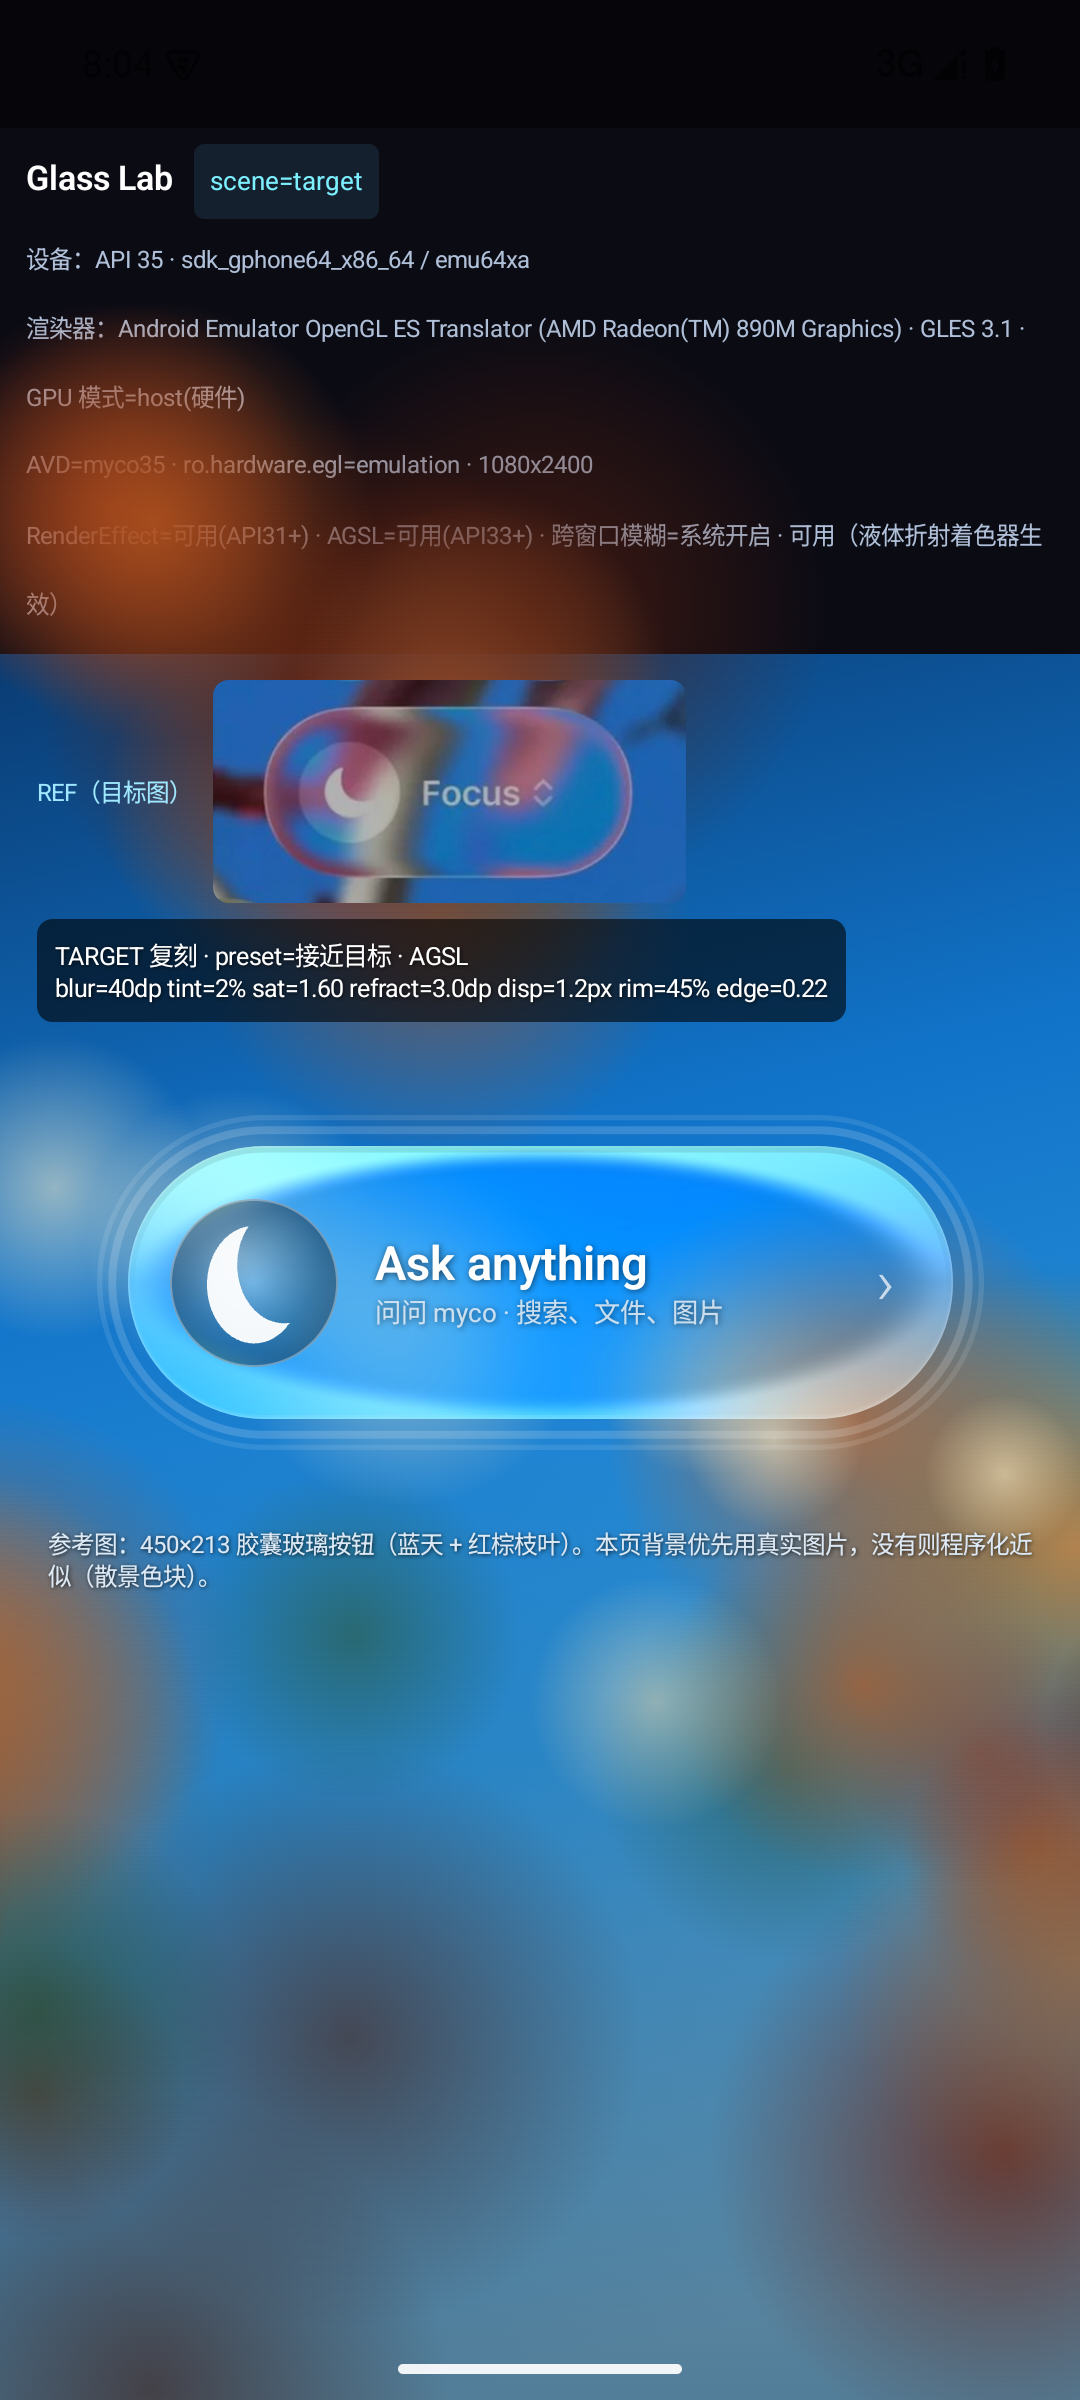 8:04 3G
Glass Lab scene=target
设备：API 35 · sdk_gphone64_x86_64 / emu64xa
渲染器：Android Emulator OpenGL ES Translator (AMD Radeon(TM) 890M Graphics) · GLES 3.1 ·
GPU 模式=host(硬件)
AVD=myco35 · ro.hardware.egl=emulation · 1080x2400
RenderEffect=可用(API31+) · AGSL=可用(API33+) · 跨窗口模糊=系统开启 · 可用（液体折射着色器生
效）
REF（目标图）
Focus
TARGET 复刻 · preset=接近目标 · AGSL
blur=40dp tint=2% sat=1.60 refract=3.0dp disp=1.2px rim=45% edge=0.22
Ask anything
问问 myco · 搜索、文件、图片
参考图：450×213 胶囊玻璃按钮（蓝天 + 红棕枝叶）。本页背景优先用真实图片，没有则程序化近
似（散景色块）。